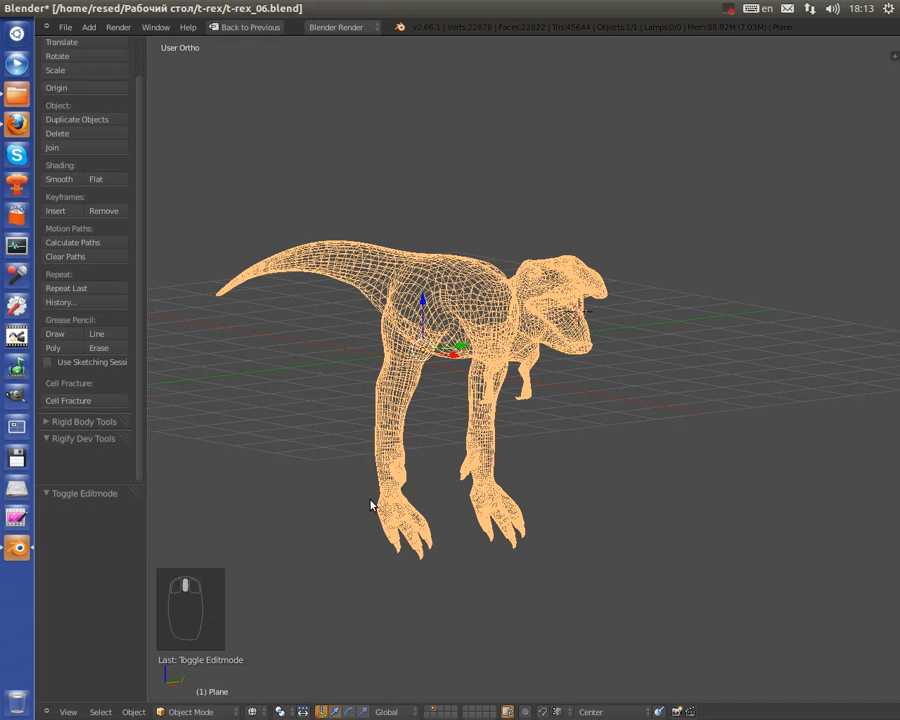 Blender* [/home/resed/Рабочий стол/t-rex/t-rex_06.blend]
en
18:13
File
Add
Render
Window
Help
Back to Previous
Blender Render
v2.66.1 | Verts:22878 | Faces:22822 | Tris:45644 | Objects:1/1 | Lamps:0/0 | Mem:88.92M (7.03M) | Plane
Translate
Rotate
Scale
Origin
Object:
Duplicate Objects
Delete
Join
Shading:
Smooth
Flat
Keyframes:
Insert
Remove
Motion Paths:
Calculate Paths
Clear Paths
Repeat:
Repeat Last
History...
Grease Pencil:
Draw
Line
Poly
Erase
Use Sketching Sessi
Cell Fracture:
Cell Fracture
Rigid Body Tools
Rigify Dev Tools
Toggle Editmode
User Ortho
Last: Toggle Editmode
(1) Plane
View
Select
Object
Object Mode
Global
Center